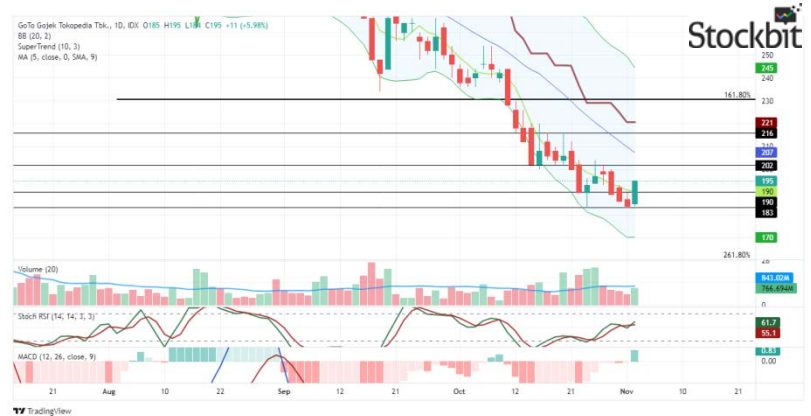 GoTo Gojek Tokopedia Tbk., 1D, IDX O185 H195 L184 C195 +11 (+5.98%)
BB (20, 2)
SuperTrend (10, 3)
MA (5, close, 0, SMA, 9)
Stockbit
250
245
161.80%
230
221
216
210
207
202
195
190
190
183
170
261.80%
Volume (20)
843.02M
766.694M
0
Stoch RSI (14, 14, 3, 3)
61.7
55.1
MACD (12, 26, close, 9)
0.83
0.00
21
Aug
10
22
Sep
12
21
Oct
12
21
Nov
10
21
TradingView